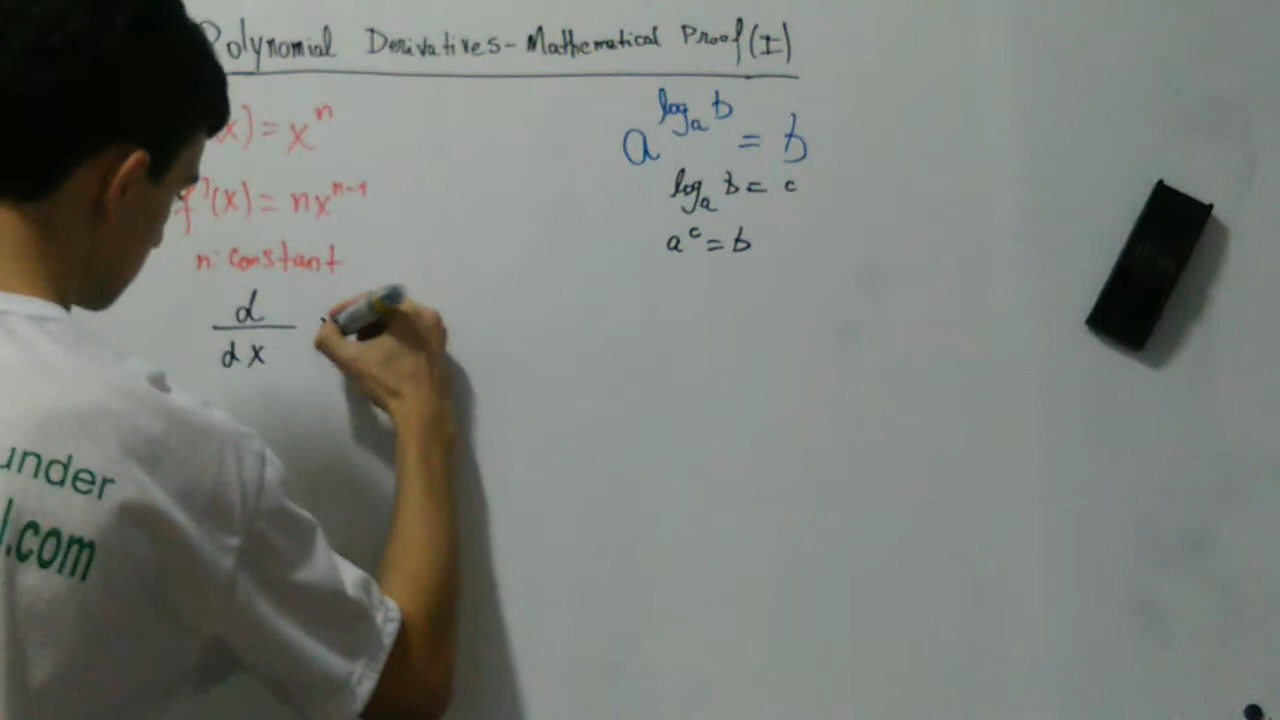 Polynomial Derivatives - Mathematical Proof (I)
(x) = x^n
f'(x) = nx^{n-1}
n: constant
d/dx
a^{log_a b} = b
log_a b = c
a^c = b
under
l.com